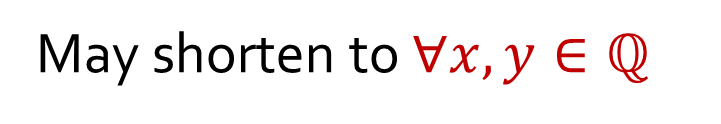 May shorten to ∀𝑥, 𝑦 ∈ ℚ